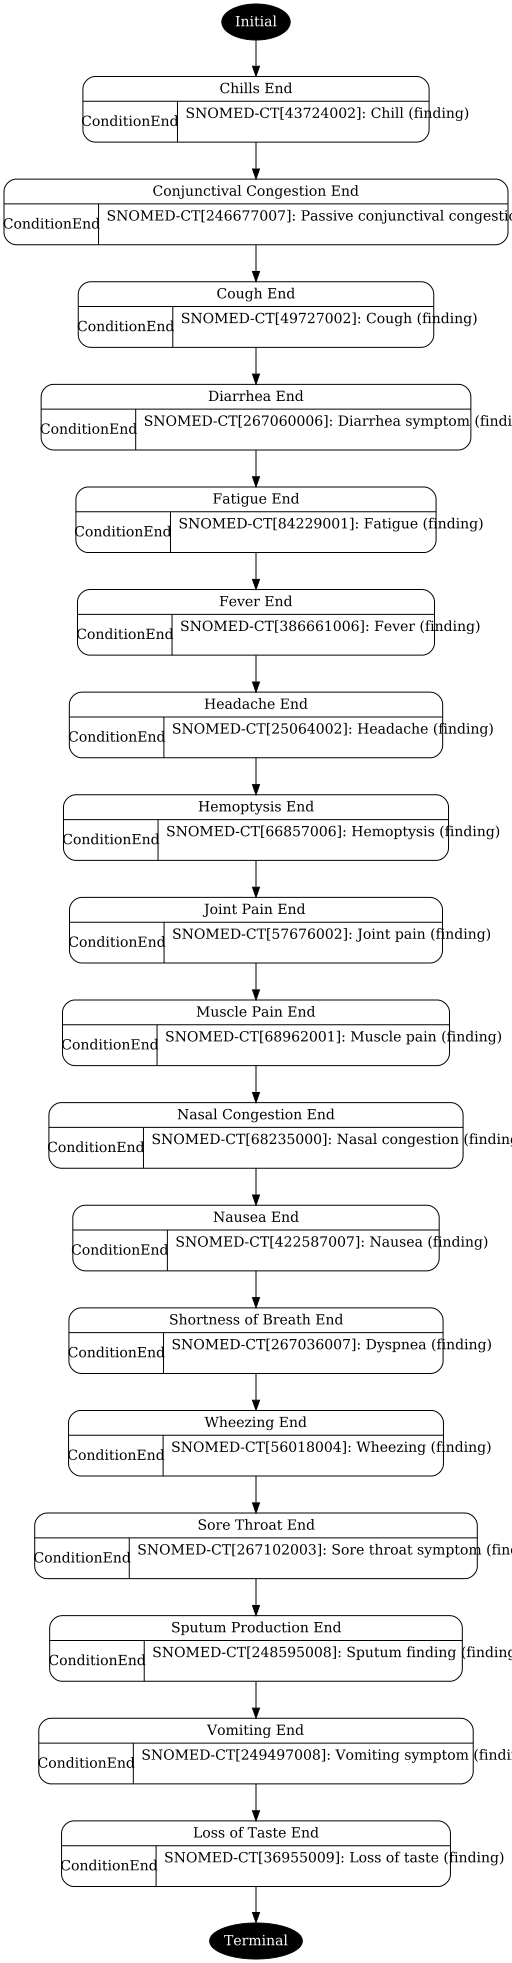 Initial
Chills End
ConditionEnd
SNOMED-CT[43724002]: Chill (finding)
Conjunctival Congestion End
ConditionEnd
SNOMED-CT[246677007]: Passive conjunctival
Cough End
ConditionEnd
SNOMED-CT[49727002]: Cough (finding)
Diarrhea End
ConditionEnd
SNOMED-CT[267060006]: Diarrhea symptom
Fatigue End
ConditionEnd
SNOMED-CT[84229001]: Fatigue (finding)
Fever End
ConditionEnd
SNOMED-CT[386661006]: Fever (finding)
Headache End
ConditionEnd
SNOMED-CT[25064002]: Headache (finding)
Hemoptysis End
ConditionEnd
SNOMED-CT[66857006]: Hemoptysis (finding)
Joint Pain End
ConditionEnd
SNOMED-CT[57676002]: Joint pain (finding)
Muscle Pain End
ConditionEnd
SNOMED-CT[68962001]: Muscle pain (finding)
Nasal Congestion End
ConditionEnd
SNOMED-CT[68235000]: Nasal congestion (finding
Nausea End
ConditionEnd
SNOMED-CT[422587007]: Nausea (finding)
Shortness of Breath End
ConditionEnd
SNOMED-CT[267036007]: Dyspnea (finding)
Wheezing End
ConditionEnd
SNOMED-CT[56018004]: Wheezing (finding)
Sore Throat End
ConditionEnd
SNOMED-CT[267102003]: Sore throat symptom
Sputum Production End
ConditionEnd
SNOMED-CT[248595008]: Sputum finding (finding
Vomiting End
ConditionEnd
SNOMED-CT[249497008]: Vomiting symptom
Loss of Taste End
ConditionEnd
SNOMED-CT[36955009]: Loss of taste (finding)
Terminal